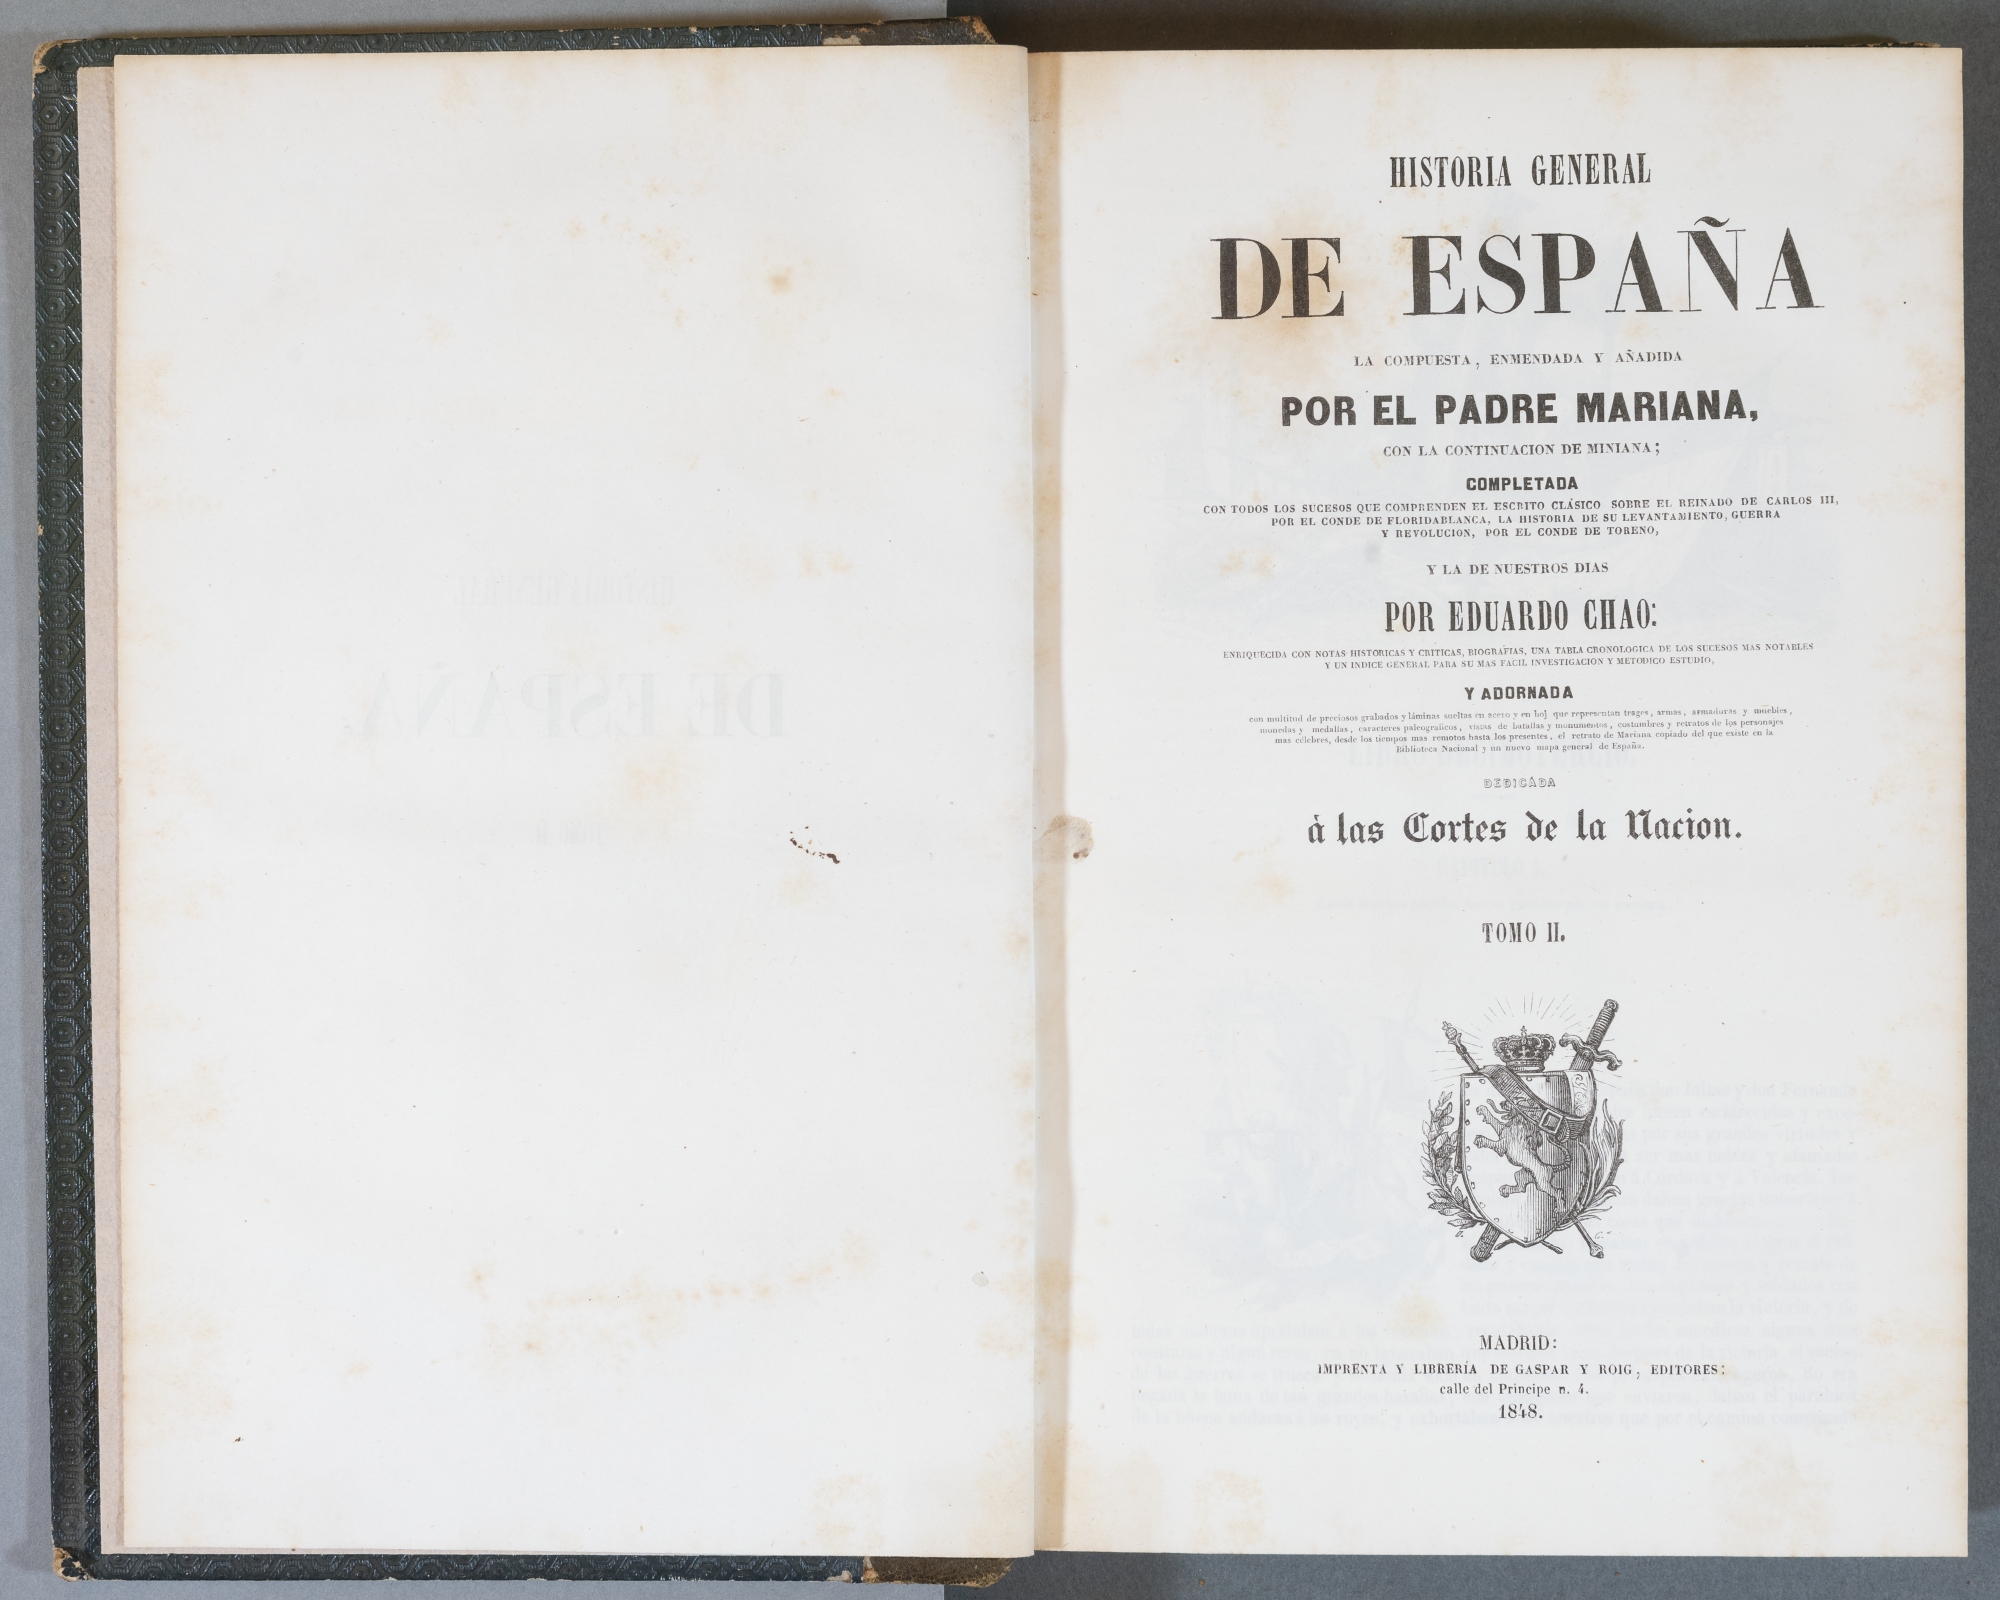 HISTORIA GENERAL
DE ESPAÑA
LA COMPUESTA, ENMENDADA Y AÑADIDA
POR EL PADRE MARIANA,
CON LA CONTINUACION DE MINIANA;
COMPLETADA
CON TODOS LOS SUCESOS QUE COMPRENDEN EL ESCRITO CLÁSICO SOBRE EL REINADO DE CARLOS III,
POR EL CONDE DE FLORIDABLANCA, LA HISTORIA DE SU LEVANTAMIENTO, GUERRA
Y REVOLUCION, POR EL CONDE DE TORENO,
Y LA DE NUESTROS DIAS
POR EDUARDO CHAO:
ENRIQUECIDA CON NOTAS HISTORICAS Y CRITICAS, BIOGRAFIAS, UNA TABLA CRONOLOGICA DE LOS SUCESOS MAS NOTABLES
Y UN INDICE GENERAL PARA SU MAS FACIL INVESTIGACION Y METODICO ESTUDIO,
Y ADORNADA
con multitud de preciosos grabados y láminas sueltas en acero y en boj que representan trages, armas, armaduras y muebles,
monedas y medallas, caracteres paleograficos, vistas de batallas y monumentos, costumbres y retratos de los personajes
mas célebres, desde los tiempos mas remotos hasta los presentes, el retrato de Mariana copiado del que existe en la
Biblioteca Nacional y un nuevo mapa general de España.
DEDICADA
à las Cortes de la Nacion.
TOMO II.
MADRID:
IMPRENTA Y LIBRERÍA DE GASPAR Y ROIG, EDITORES:
calle del Principe n. 4.
1848.